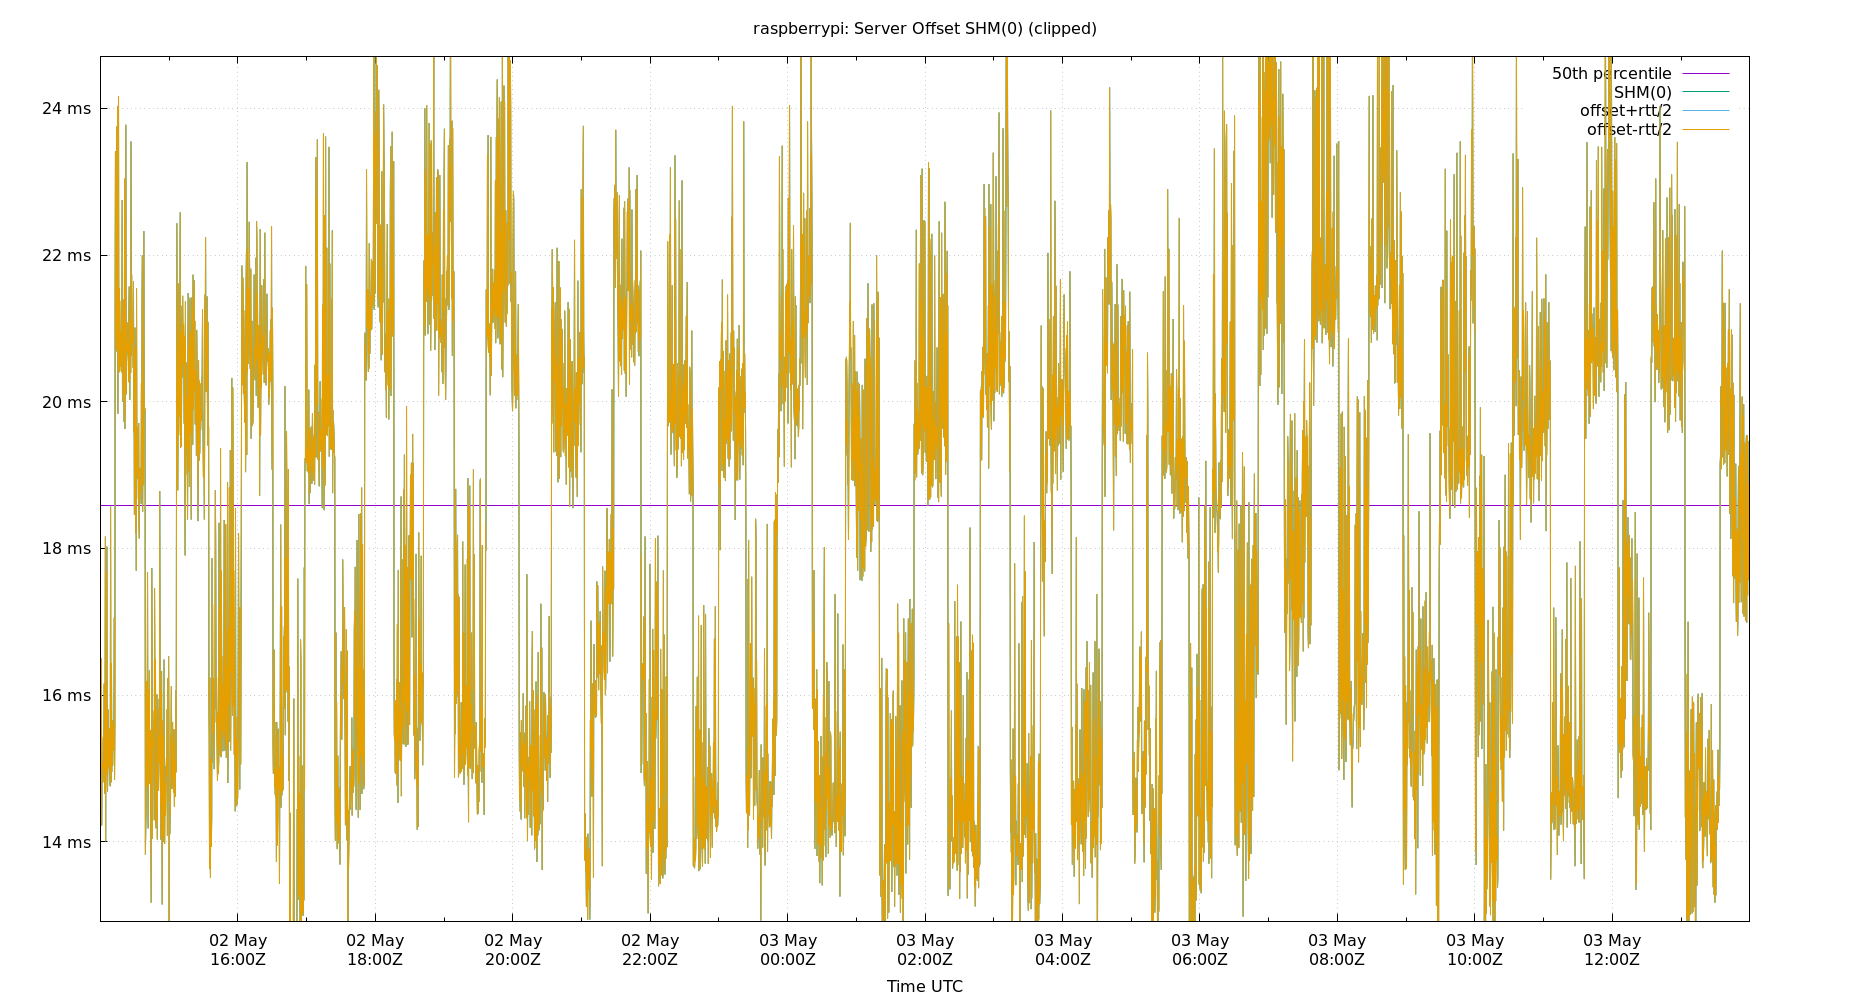 raspberrypi: Server Offset SHM(0) (clipped)
50th percentile
SHM(0)
offset+rtt/2
offset-rtt/2
24 ms
22 ms
20 ms
18 ms
16 ms
14 ms
02 May 02 May 02 May 02 May 03 May 03 May 03 May 03 May 03 May 03 May 03 May
16:00Z 18:00Z 20:00Z 22:00Z 00:00Z 02:00Z 04:00Z 06:00Z 08:00Z 10:00Z 12:00Z
Time UTC